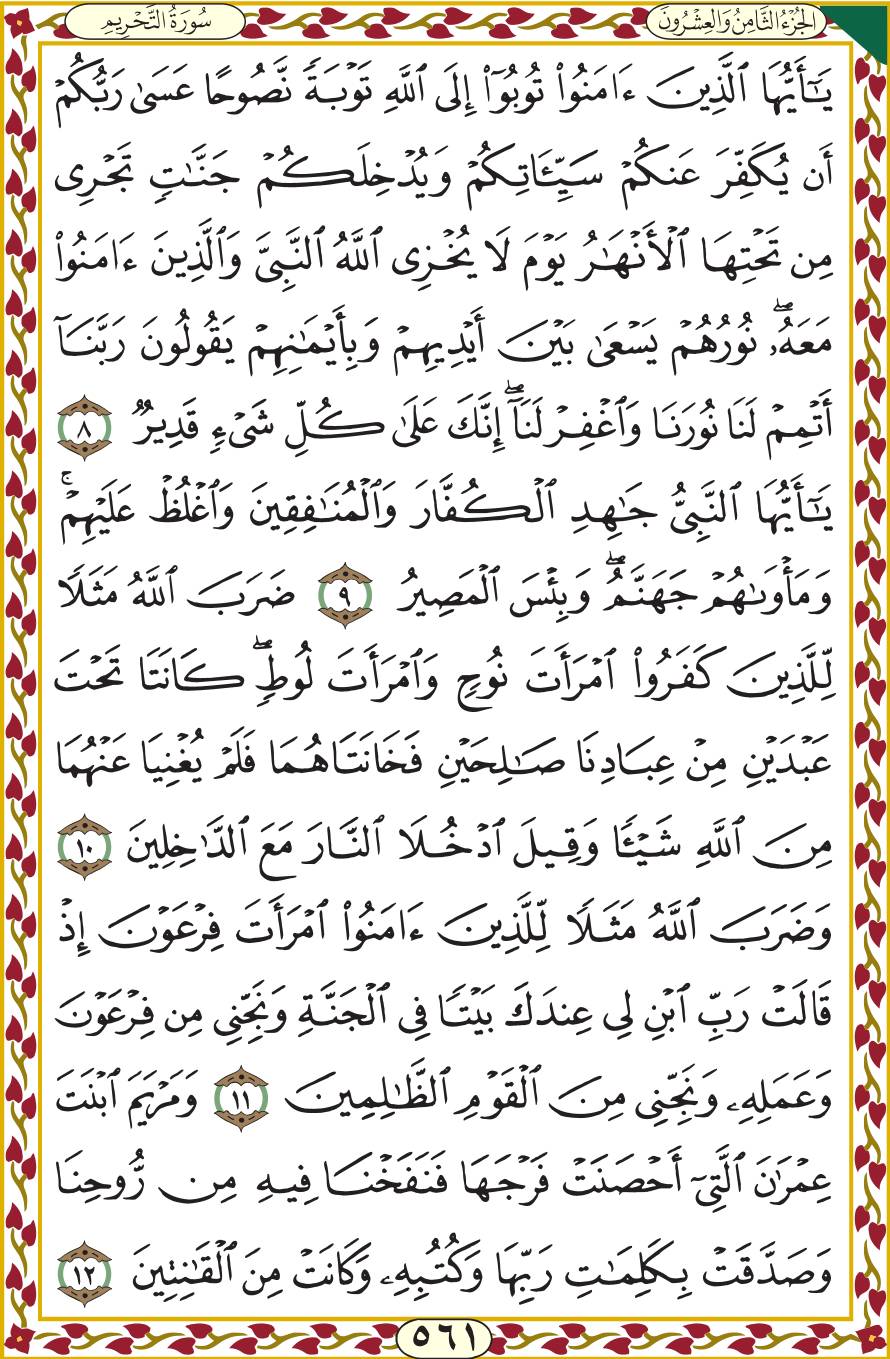 الجُزْءُ الثَّامِنُ وَالعِشْرُونَ
سُورَةُ التَّحْرِيمِ
يَـٰٓأَيُّهَا ٱلَّذِينَ ءَامَنُوا۟ تُوبُوٓا۟ إِلَى ٱللَّهِ تَوْبَةً نَّصُوحًا عَسَىٰ رَبُّكُمْ
أَن يُكَفِّرَ عَنكُمْ سَيِّـَٔاتِكُمْ وَيُدْخِلَكُمْ جَنَّـٰتٍ تَجْرِى
مِن تَحْتِهَا ٱلْأَنْهَـٰرُ يَوْمَ لَا يُخْزِى ٱللَّهُ ٱلنَّبِىَّ وَٱلَّذِينَ ءَامَنُوا۟
مَعَهُۥۖ نُورُهُمْ يَسْعَىٰ بَيْنَ أَيْدِيهِمْ وَبِأَيْمَـٰنِهِمْ يَقُولُونَ رَبَّنَآ
أَتْمِمْ لَنَا نُورَنَا وَٱغْفِرْ لَنَآۖ إِنَّكَ عَلَىٰ كُلِّ شَىْءٍ قَدِيرٌ ٨
يَـٰٓأَيُّهَا ٱلنَّبِىُّ جَـٰهِدِ ٱلْكُفَّارَ وَٱلْمُنَـٰفِقِينَ وَٱغْلُظْ عَلَيْهِمْۚ
وَمَأْوَىٰهُمْ جَهَنَّمُۖ وَبِئْسَ ٱلْمَصِيرُ ٩ ضَرَبَ ٱللَّهُ مَثَلًا
لِّلَّذِينَ كَفَرُوا۟ ٱمْرَأَتَ نُوحٍ وَٱمْرَأَتَ لُوطٍۖ كَانَتَا تَحْتَ
عَبْدَيْنِ مِنْ عِبَادِنَا صَـٰلِحَيْنِ فَخَانَتَاهُمَا فَلَمْ يُغْنِيَا عَنْهُمَا
مِنَ ٱللَّهِ شَيْـًٔا وَقِيلَ ٱدْخُلَا ٱلنَّارَ مَعَ ٱلدَّٰخِلِينَ ١٠
وَضَرَبَ ٱللَّهُ مَثَلًا لِّلَّذِينَ ءَامَنُوا۟ ٱمْرَأَتَ فِرْعَوْنَ إِذْ
قَالَتْ رَبِّ ٱبْنِ لِى عِندَكَ بَيْتًا فِى ٱلْجَنَّةِ وَنَجِّنِى مِن فِرْعَوْنَ
وَعَمَلِهِۦ وَنَجِّنِى مِنَ ٱلْقَوْمِ ٱلظَّـٰلِمِينَ ١١ وَمَرْيَمَ ٱبْنَتَ
عِمْرَٰنَ ٱلَّتِىٓ أَحْصَنَتْ فَرْجَهَا فَنَفَخْنَا فِيهِ مِن رُّوحِنَا
وَصَدَّقَتْ بِكَلِمَـٰتِ رَبِّهَا وَكُتُبِهِۦ وَكَانَتْ مِنَ ٱلْقَـٰنِتِينَ ١٢
٥٦١